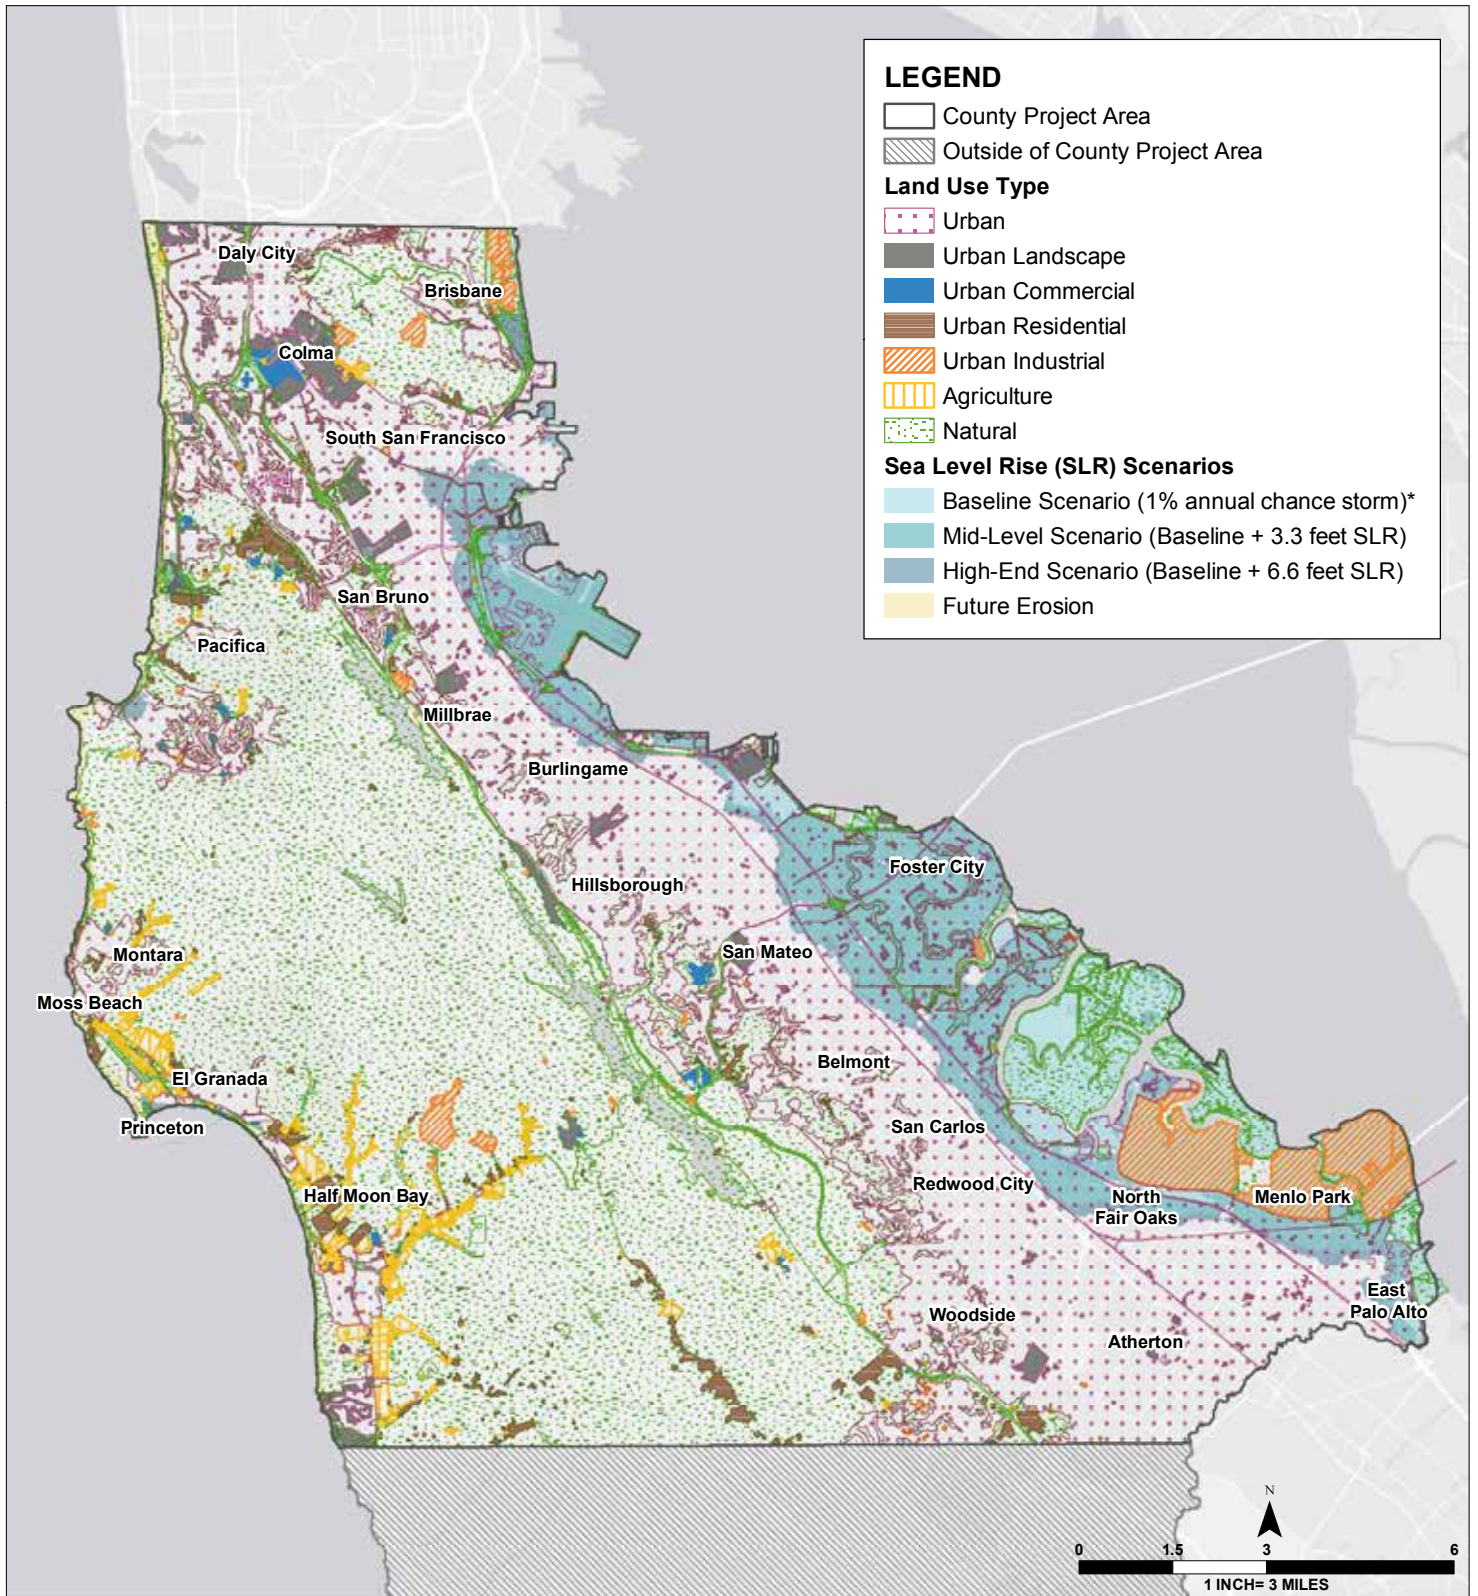 LEGEND
County Project Area
Outside of County Project Area
Land Use Type
Urban
Urban Landscape
Urban Commercial
Urban Residential
Urban Industrial
Agriculture
Natural
Sea Level Rise (SLR) Scenarios
Baseline Scenario (1% annual chance storm)*
Mid-Level Scenario (Baseline + 3.3 feet SLR)
High-End Scenario (Baseline + 6.6 feet SLR)
Future Erosion
Daly City
Brisbane
Colma
South San Francisco
San Bruno
Pacifica
Millbrae
Burlingame
Foster City
Hillsborough
San Mateo
Montara
Moss Beach
Belmont
El Granada
Princeton
San Carlos
Redwood City
Half Moon Bay
North
Fair Oaks
Menlo Park
East
Palo Alto
Woodside
Atherton
N
0 1.5 3 6
1 INCH= 3 MILES